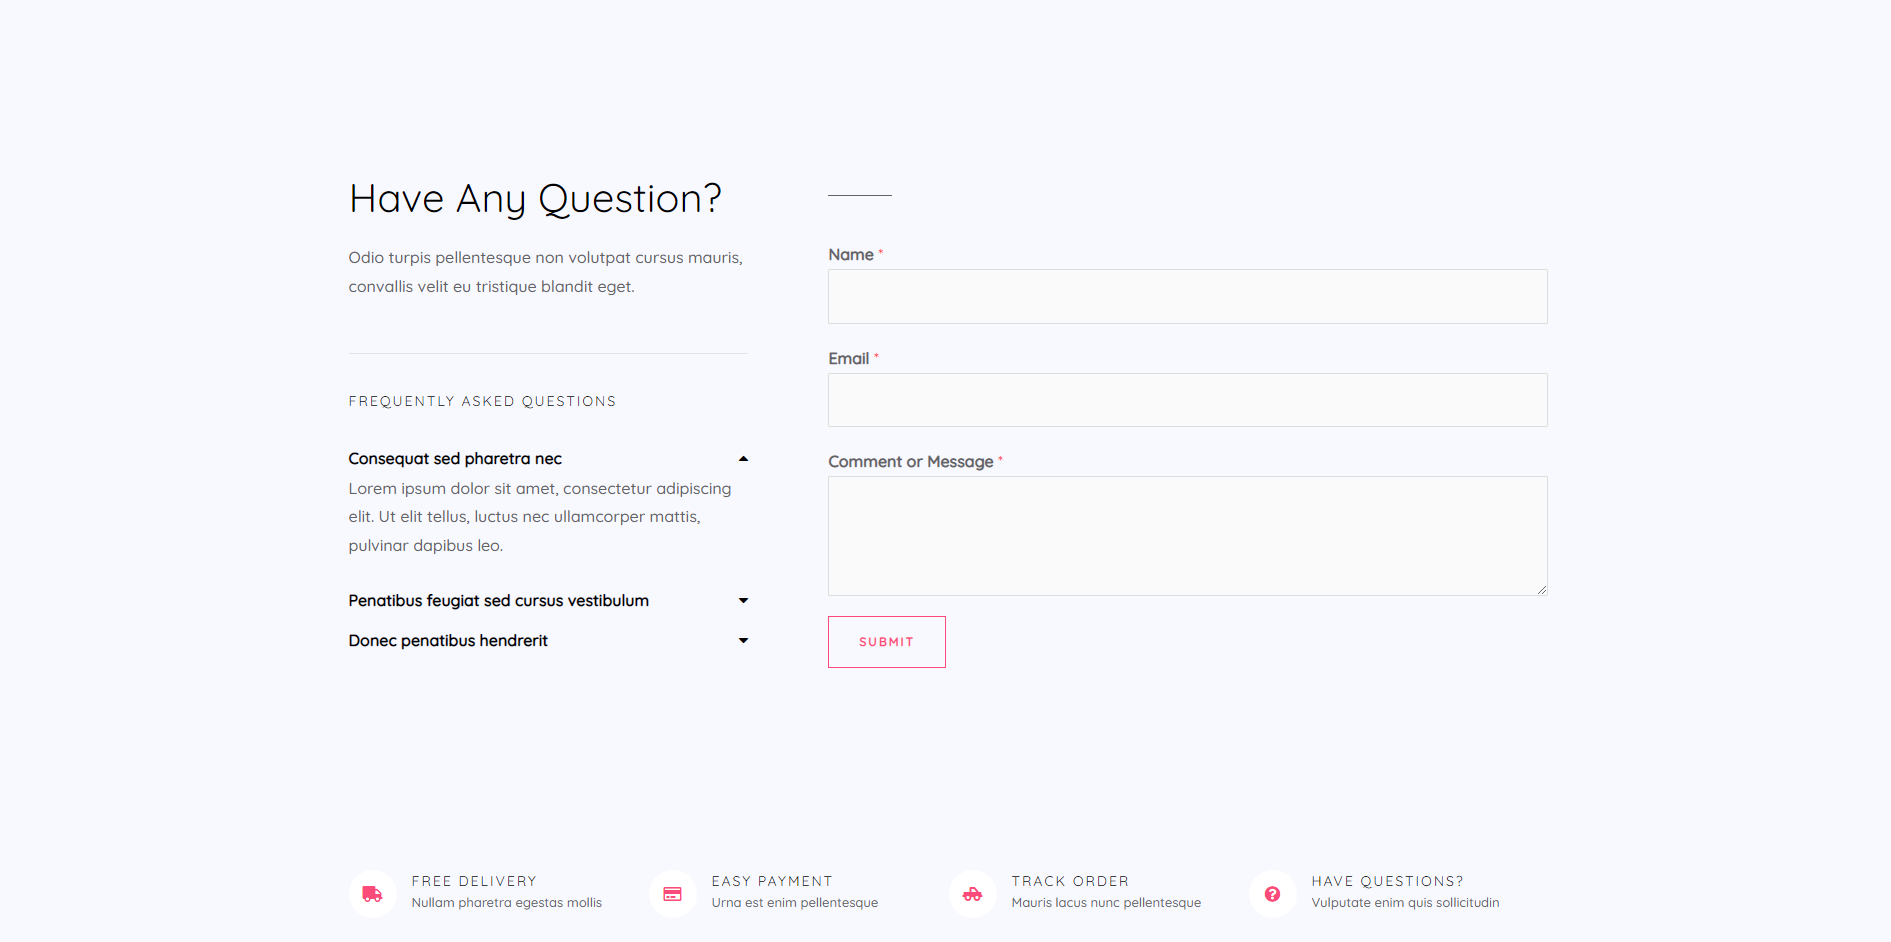 Have Any Question?
Odio turpis pellentesque non volutpat cursus mauris,
convallis velit eu tristique blandit eget.
FREQUENTLY ASKED QUESTIONS
Consequat sed pharetra nec
Lorem ipsum dolor sit amet, consectetur adipiscing
elit. Ut elit tellus, luctus nec ullamcorper mattis,
pulvinar dapibus leo.
Penatibus feugiat sed cursus vestibulum
Donec penatibus hendrerit
Name *
Email *
Comment or Message *
SUBMIT
FREE DELIVERY
Nullam pharetra egestas mollis
EASY PAYMENT
Urna est enim pellentesque
TRACK ORDER
Mauris lacus nunc pellentesque
HAVE QUESTIONS?
Vulputate enim quis sollicitudin